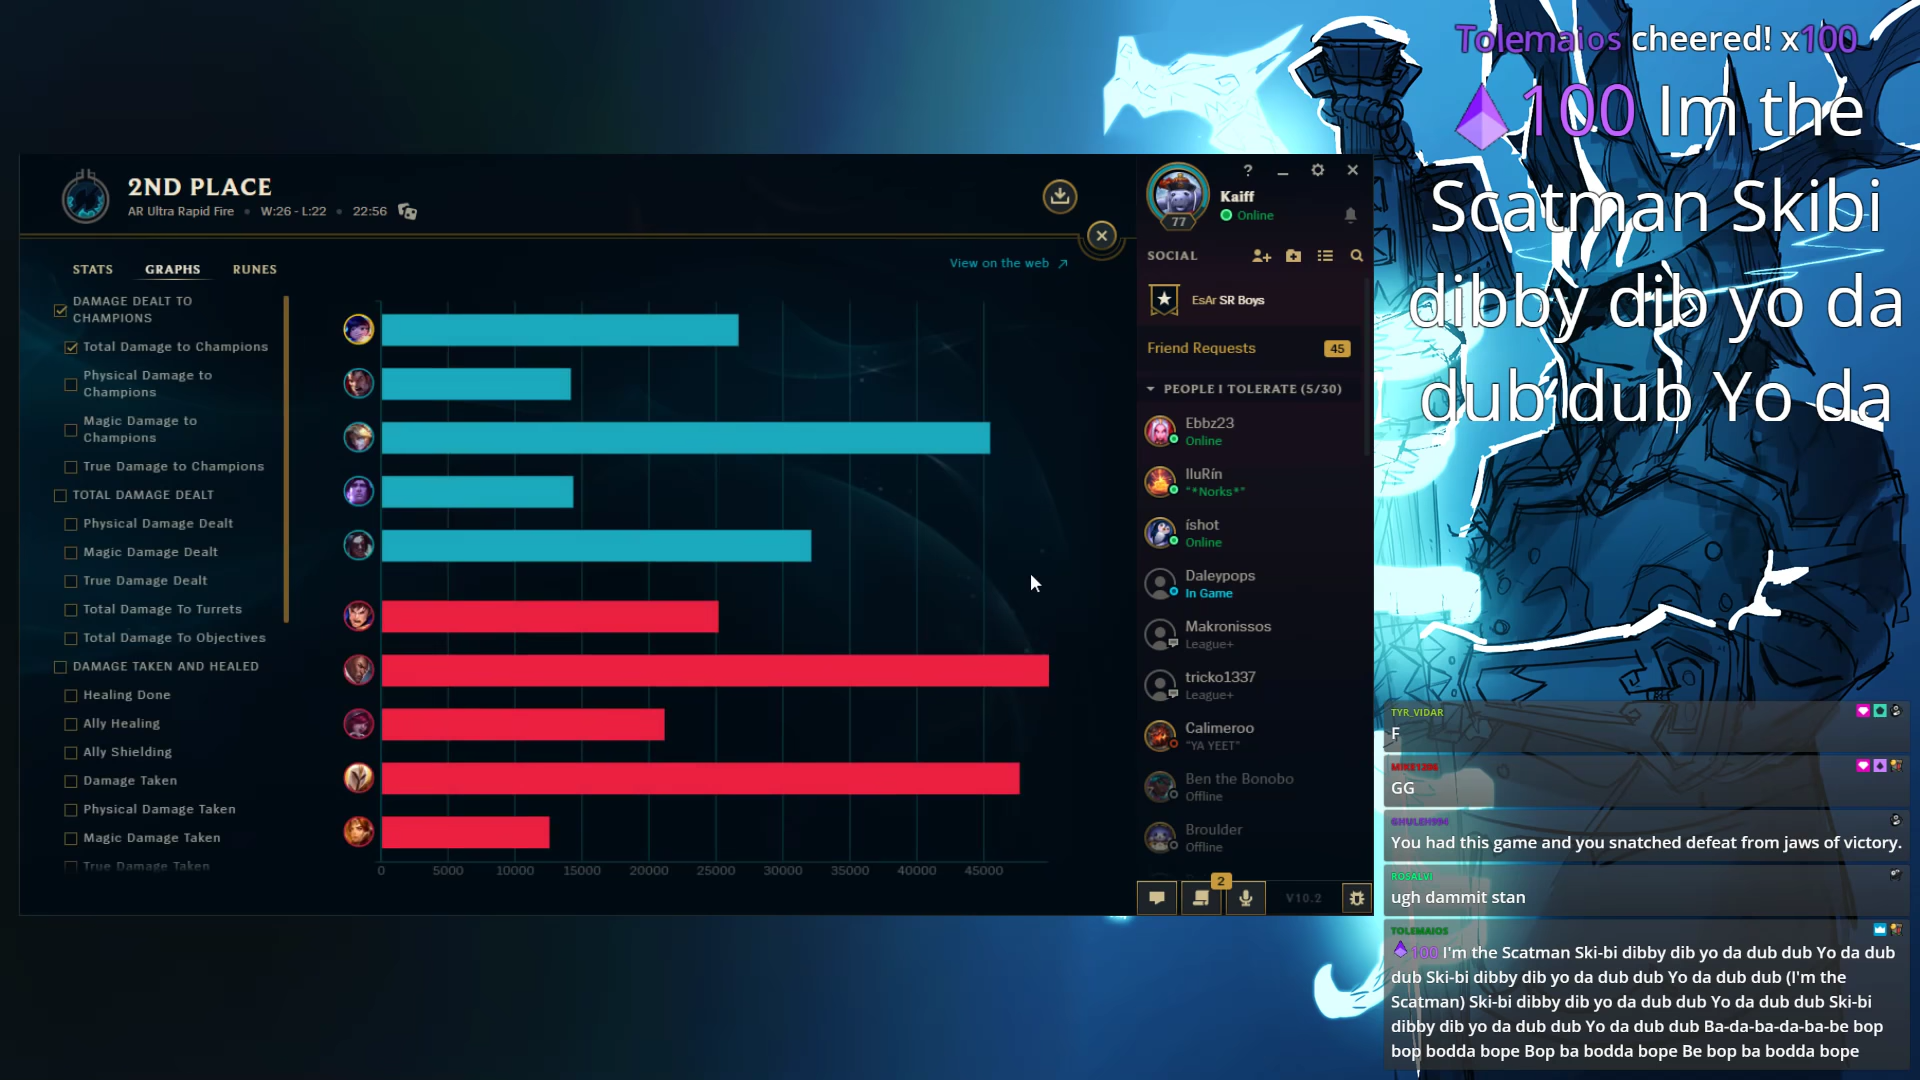 2ND PLACE
AR Ultra Rapid Fire • W:26 - L:22 • 22:56
STATS GRAPHS RUNES
View on the web
DAMAGE DEALT TO
CHAMPIONS
Total Damage to Champions
Physical Damage to
Champions
Magic Damage to
Champions
True Damage to Champions
TOTAL DAMAGE DEALT
Physical Damage Dealt
Magic Damage Dealt
True Damage Dealt
Total Damage To Turrets
Total Damage To Objectives
DAMAGE TAKEN AND HEALED
Healing Done
Ally Healing
Ally Shielding
Damage Taken
Physical Damage Taken
Magic Damage Taken
True Damage Taken
0 5000 10000 15000 20000 25000 30000 35000 40000 45000
?
Kaiff
Online
77
SOCIAL
EsAr SR Boys
Friend Requests 45
PEOPLE I TOLERATE (5/30)
Ebbz23
Online
IluRín
"*Norks*"
íshot
Online
Daleypops
In Game
Makronissos
League+
tricko1337
League+
Calimeroo
"YA YEET"
Ben the Bonobo
Offline
Broulder
Offline
2
V10.2
Tolemaios cheered! x100
100 Im the
Scatman Skibi
dibby dib yo da
dub dub Yo da
TYR_VIDAR
F
MIKE1206
GG
GHULEH994
You had this game and you snatched defeat from jaws of victory.
ROSALVI
ugh dammit stan
TOLEMAIOS
100 I'm the Scatman Ski-bi dibby dib yo da dub dub Yo da dub
dub Ski-bi dibby dib yo da dub dub Yo da dub dub (I'm the
Scatman) Ski-bi dibby dib yo da dub dub Yo da dub dub Ski-bi
dibby dib yo da dub dub Yo da dub dub Ba-da-ba-da-ba-be bop
bop bodda bope Bop ba bodda bope Be bop ba bodda bope